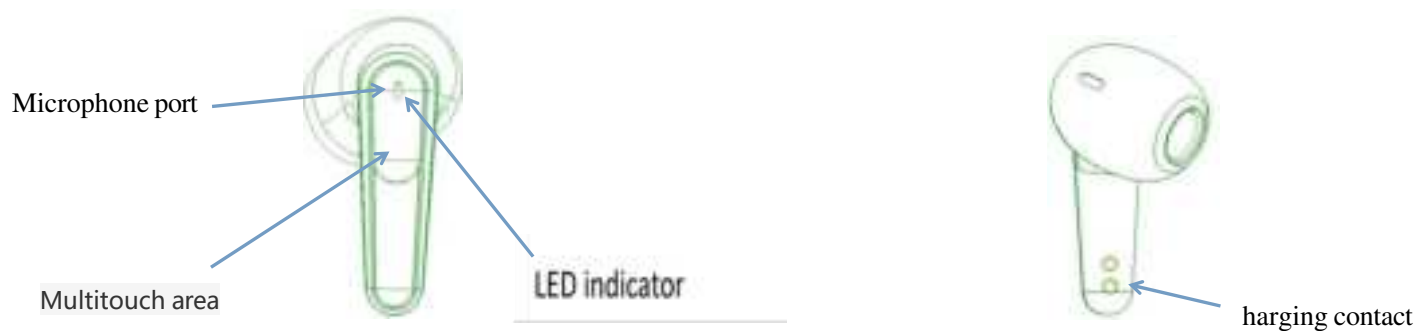 Microphone port
Multitouch area
LED indicator
harging contact